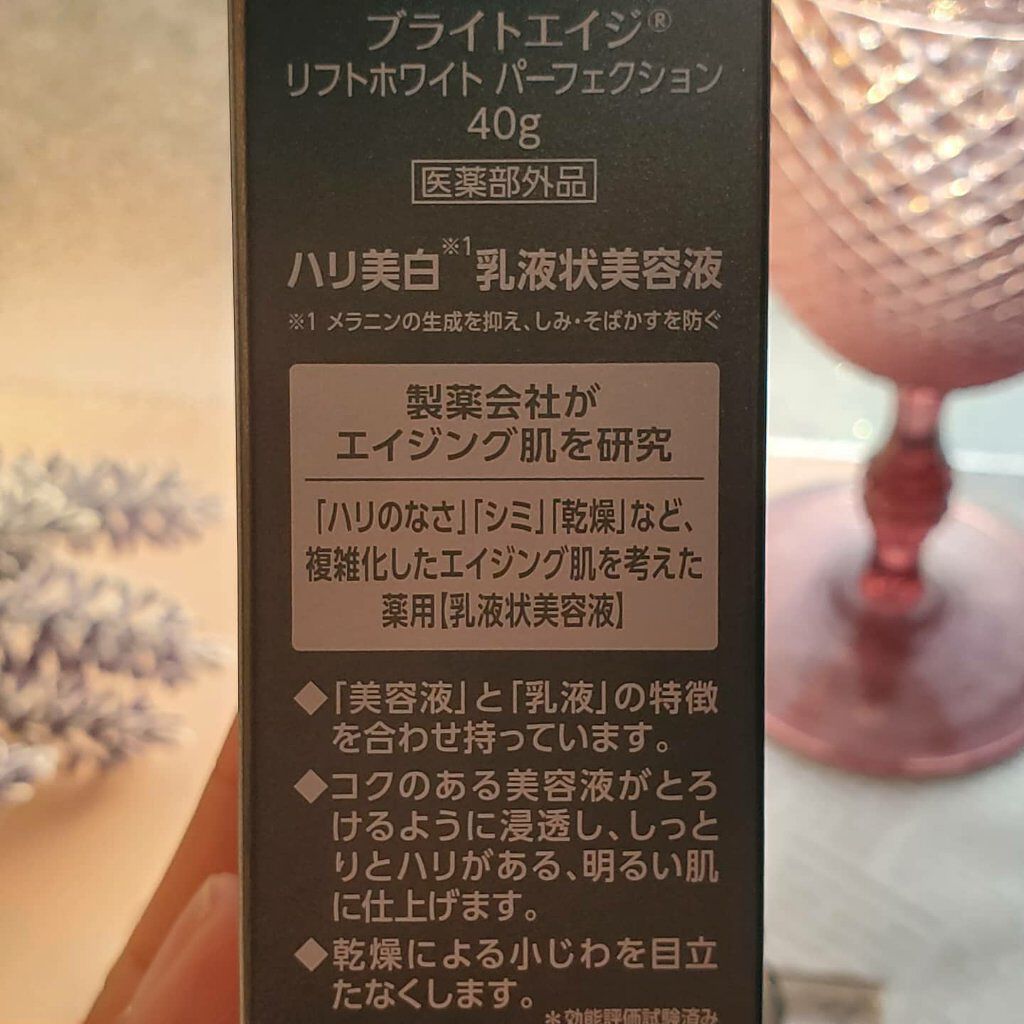 ブライトエイジ®
リフトホワイト パーフェクション
40g
医薬部外品
ハリ美白※1乳液状美容液
※1 メラニンの生成を抑え、しみ・そばかすを防ぐ
製薬会社が
エイジング肌を研究
「ハリのなさ」「シミ」「乾燥」など、
複雑化したエイジング肌を考えた
薬用【乳液状美容液】
◆「美容液」と「乳液」の特徴
を合わせ持っています。
◆コクのある美容液がとろ
けるように浸透し、しっと
りとハリがある、明るい肌
に仕上げます。
◆乾燥による小じわを目立
たなくします。
＊効能評価試験済み